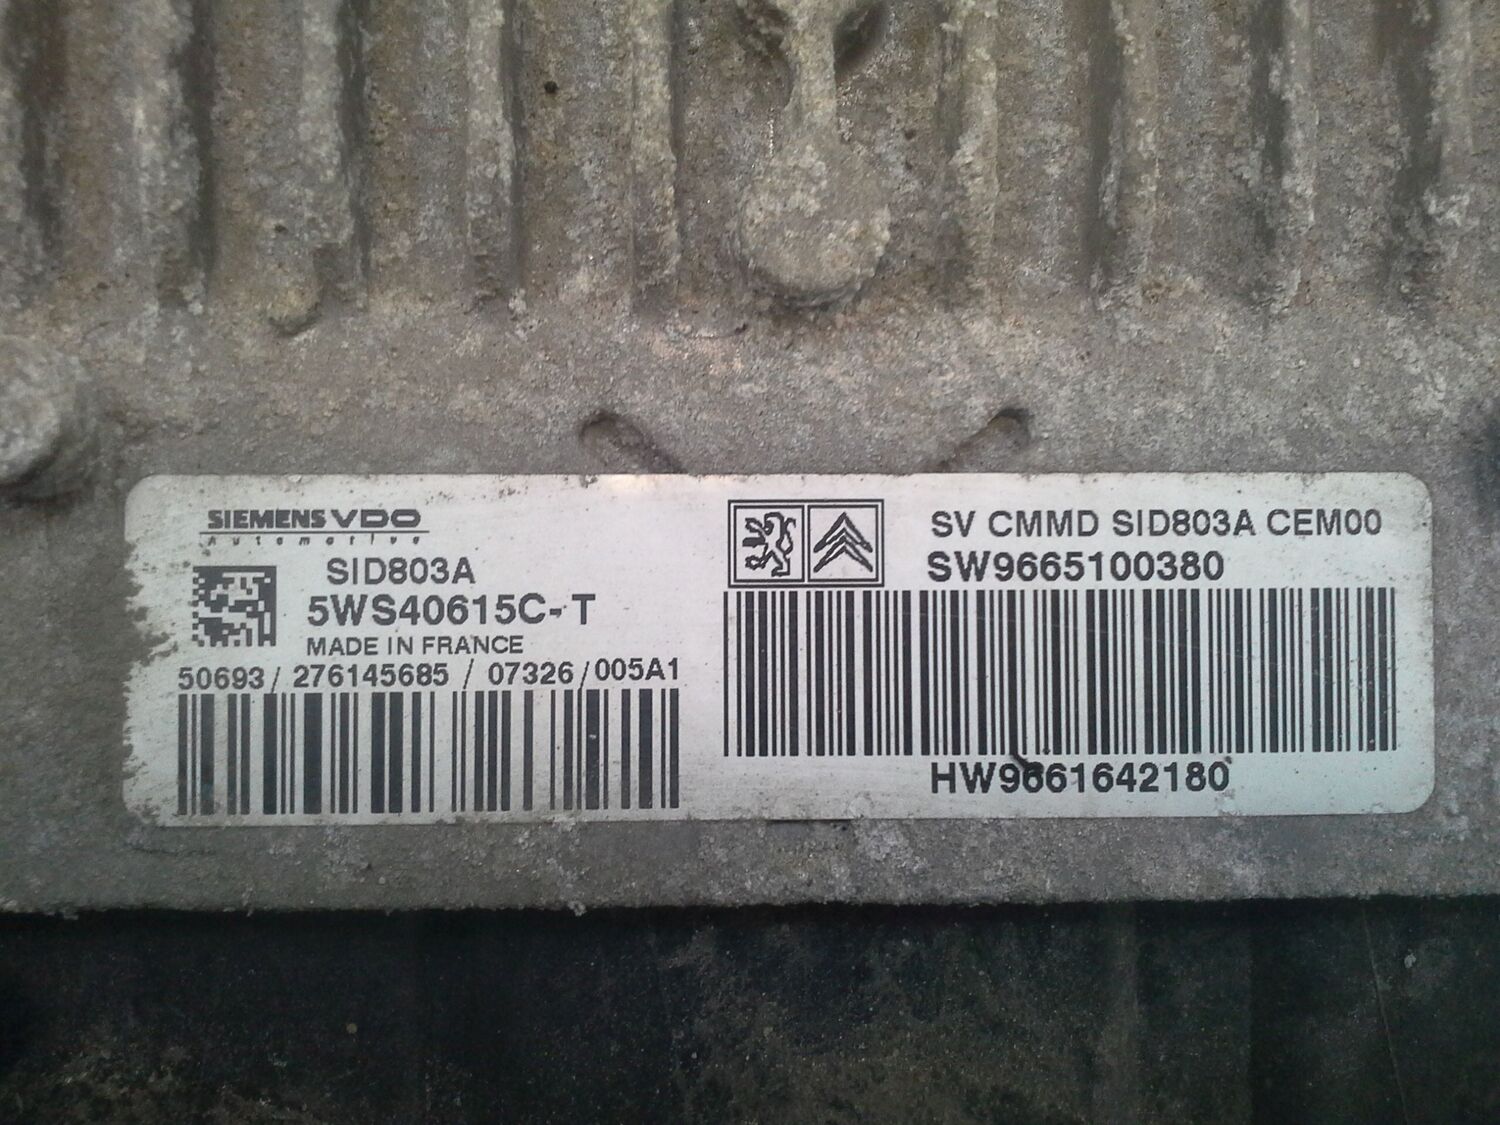 SIEMENS VDO
Automotive
SID803A
5WS40615C-T
MADE IN FRANCE
50693/ 276145685 / 07326/005A1
SV CMMD SID803A CEM00
SW9665100380
HW9661642180